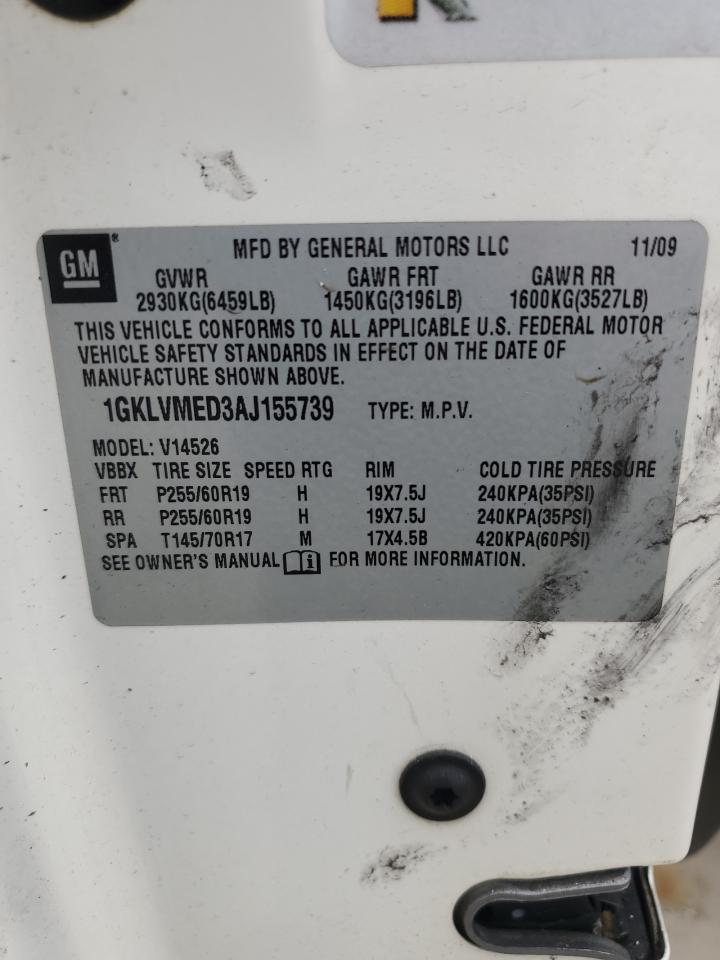 GM® MFD BY GENERAL MOTORS LLC 11/09
GVWR GAWR FRT GAWR RR
2930KG(6459LB) 1450KG(3196LB) 1600KG(3527LB)
THIS VEHICLE CONFORMS TO ALL APPLICABLE U.S. FEDERAL MOTOR
VEHICLE SAFETY STANDARDS IN EFFECT ON THE DATE OF
MANUFACTURE SHOWN ABOVE.
1GKLVMED3AJ155739 TYPE: M.P.V.
MODEL: V14526
VBBX TIRE SIZE SPEED RTG RIM COLD TIRE PRESSURE
FRT P255/60R19 H 19X7.5J 240KPA(35PSI)
RR P255/60R19 H 19X7.5J 240KPA(35PSI)
SPA T145/70R17 M 17X4.5B 420KPA(60PSI)
SEE OWNER'S MANUAL i FOR MORE INFORMATION.